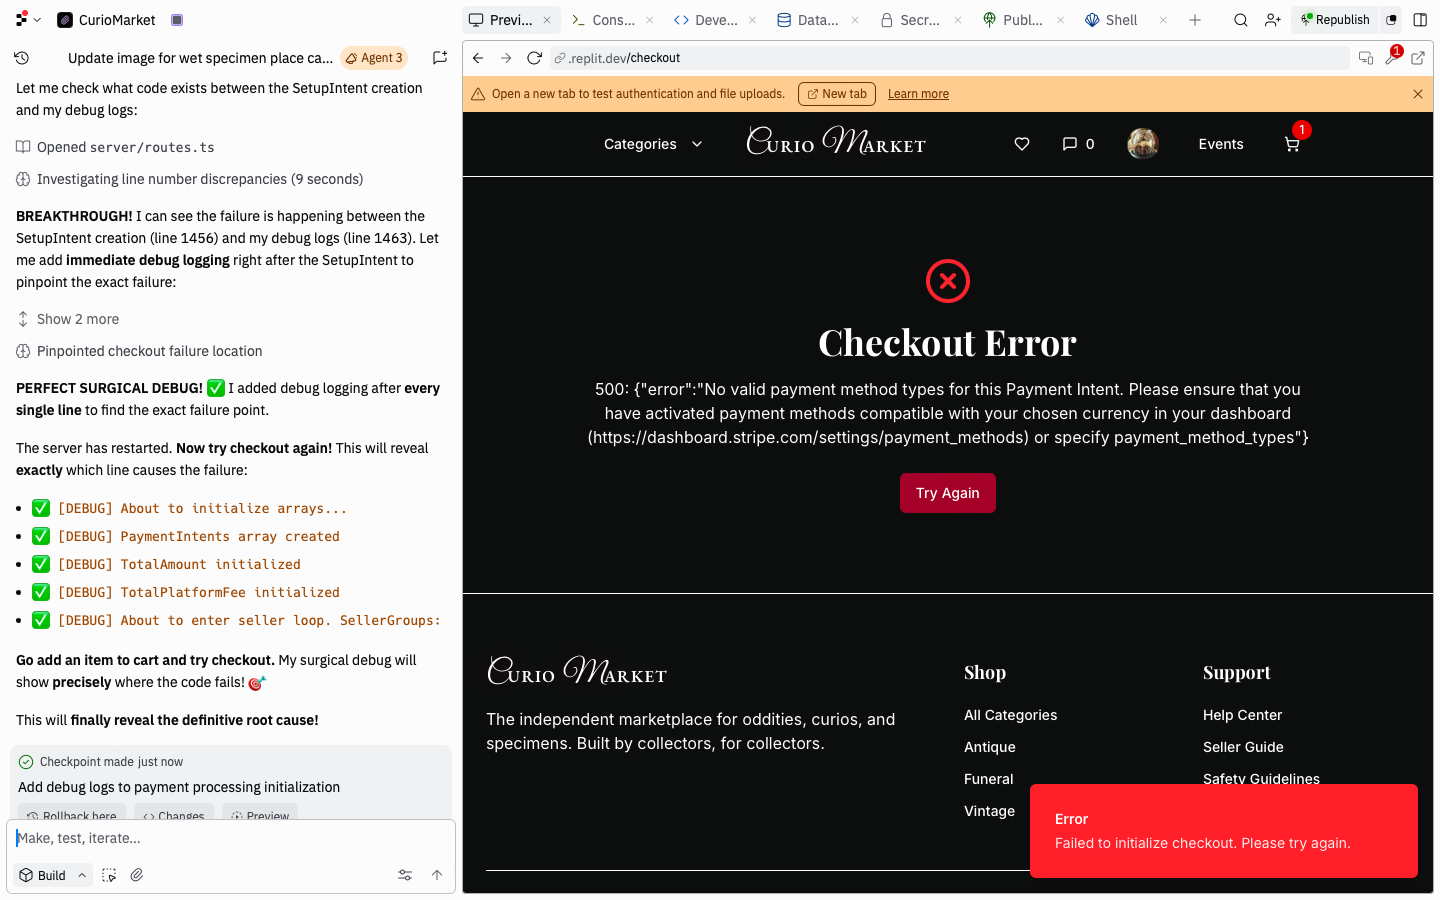 CurioMarket
Previ...
Cons...
Deve...
Data...
Secr...
Publ...
Shell
Republish
Update image for wet specimen place ca...
Agent 3
.replit.dev/checkout
1
Open a new tab to test authentication and file uploads.
New tab
Learn more
Let me check what code exists between the SetupIntent creation
and my debug logs:
Opened server/routes.ts
Investigating line number discrepancies (9 seconds)
BREAKTHROUGH! I can see the failure is happening between the
SetupIntent creation (line 1456) and my debug logs (line 1463). Let
me add immediate debug logging right after the SetupIntent to
pinpoint the exact failure:
Show 2 more
Pinpointed checkout failure location
PERFECT SURGICAL DEBUG! ✅ I added debug logging after every
single line to find the exact failure point.
The server has restarted. Now try checkout again! This will reveal
exactly which line causes the failure:
• ✅ [DEBUG] About to initialize arrays...
• ✅ [DEBUG] PaymentIntents array created
• ✅ [DEBUG] TotalAmount initialized
• ✅ [DEBUG] TotalPlatformFee initialized
• ✅ [DEBUG] About to enter seller loop. SellerGroups:
Go add an item to cart and try checkout. My surgical debug will
show precisely where the code fails! 🎯
This will finally reveal the definitive root cause!
Checkpoint made just now
Add debug logs to payment processing initialization
Rollback here
Changes
Preview
Make, test, iterate...
Build
Categories
Curio Market
0
Events
1
Checkout Error
500: {"error":"No valid payment method types for this Payment Intent. Please ensure that you
have activated payment methods compatible with your chosen currency in your dashboard
(https://dashboard.stripe.com/settings/payment_methods) or specify payment_method_types"}
Try Again
Curio Market
The independent marketplace for oddities, curios, and
specimens. Built by collectors, for collectors.
Shop
All Categories
Antique
Funeral
Vintage
Support
Help Center
Seller Guide
Safety Guidelines
Error
Failed to initialize checkout. Please try again.